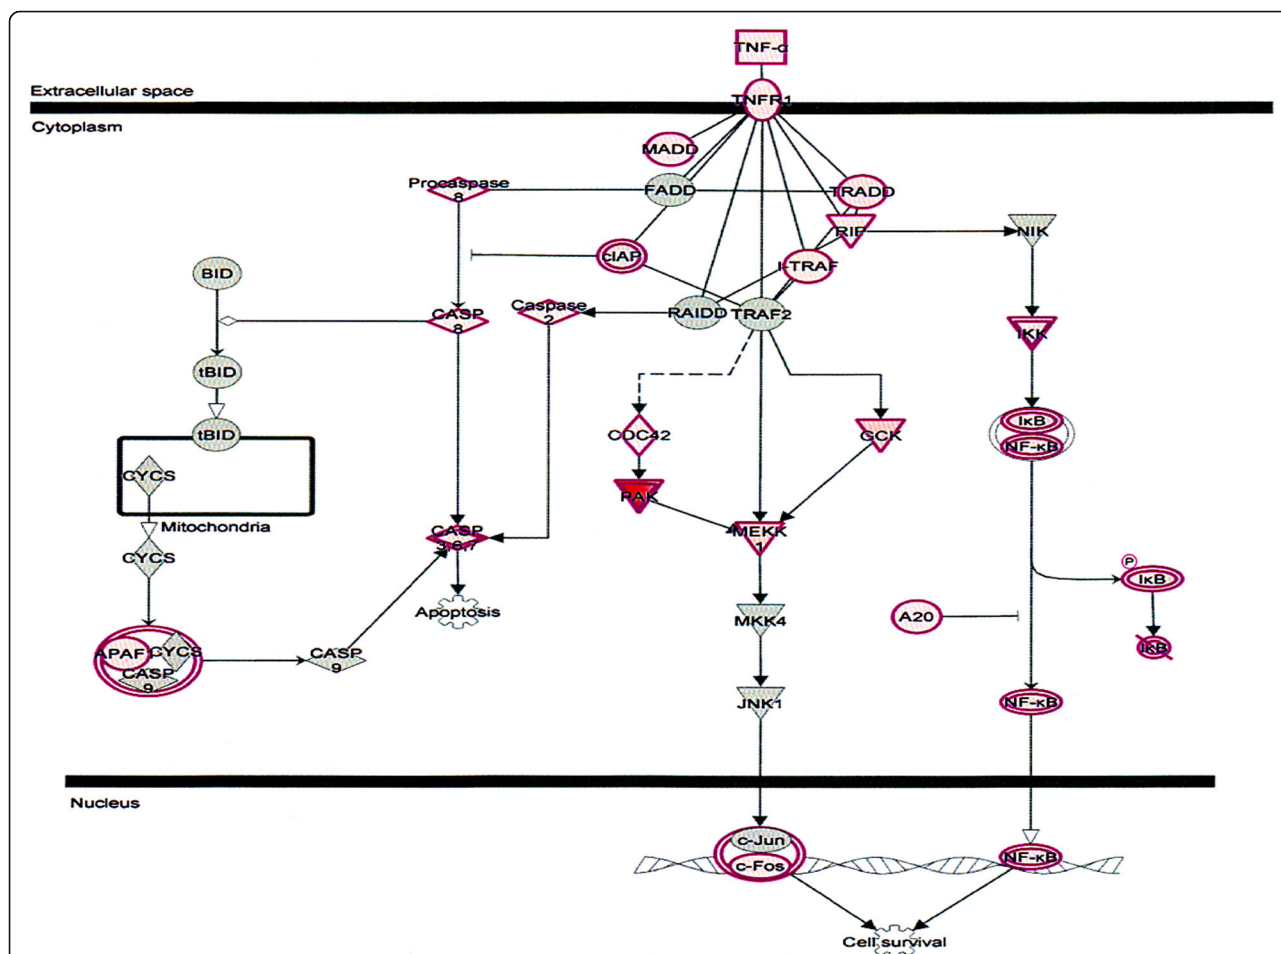 TNF-α
Extracellular space
TNFR1
Cytoplasm
MADD
Procaspase
8
FADD
TRADD
RIP
NIK
cIAP
I-TRAF
BID
Caspase
2
CASP
8
RAIDD
TRAF2
IKK
tBID
tBID
CDC42
GCK
IκB
NF-κB
CYCS
PAK
Mitochondria
CASP
3,6,7
MEKK
1
CYCS
P
IκB
Apoptosis
A20
MKK4
APAF1
CYCS
CASP
9
CASP
9
IκB
JNK1
NF-κB
Nucleus
c-Jun
c-Fos
NF-κB
Cell survival